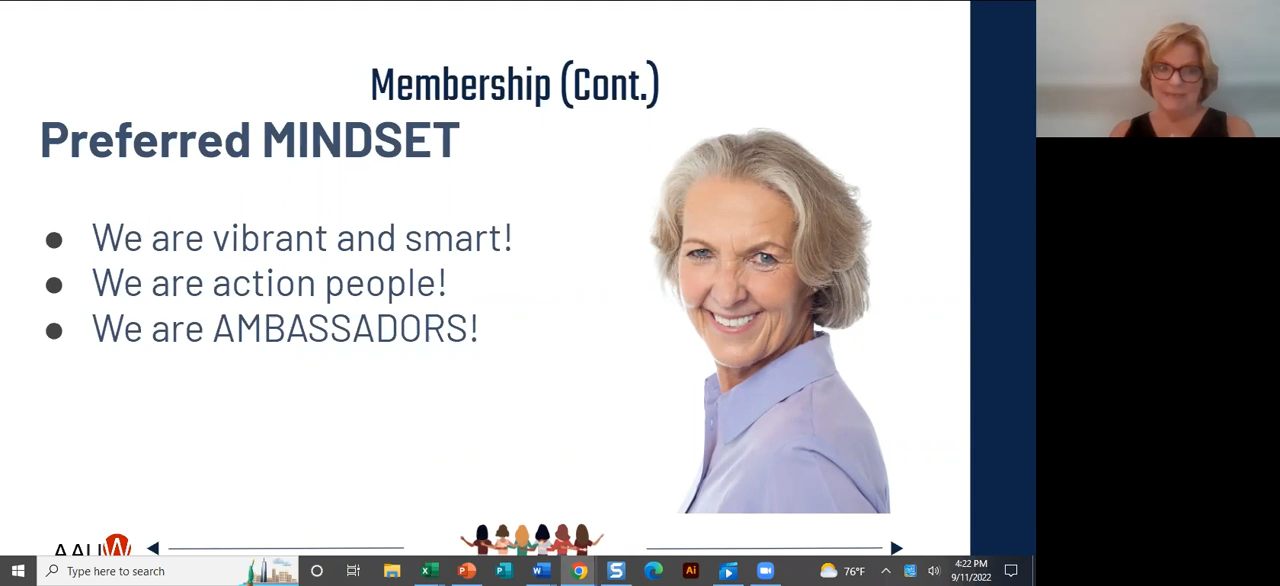 Membership (Cont.)
Preferred MINDSET
● We are vibrant and smart!
● We are action people!
● We are AMBASSADORS!
AAUW
Type here to search
76°F
4:22 PM
9/11/2022